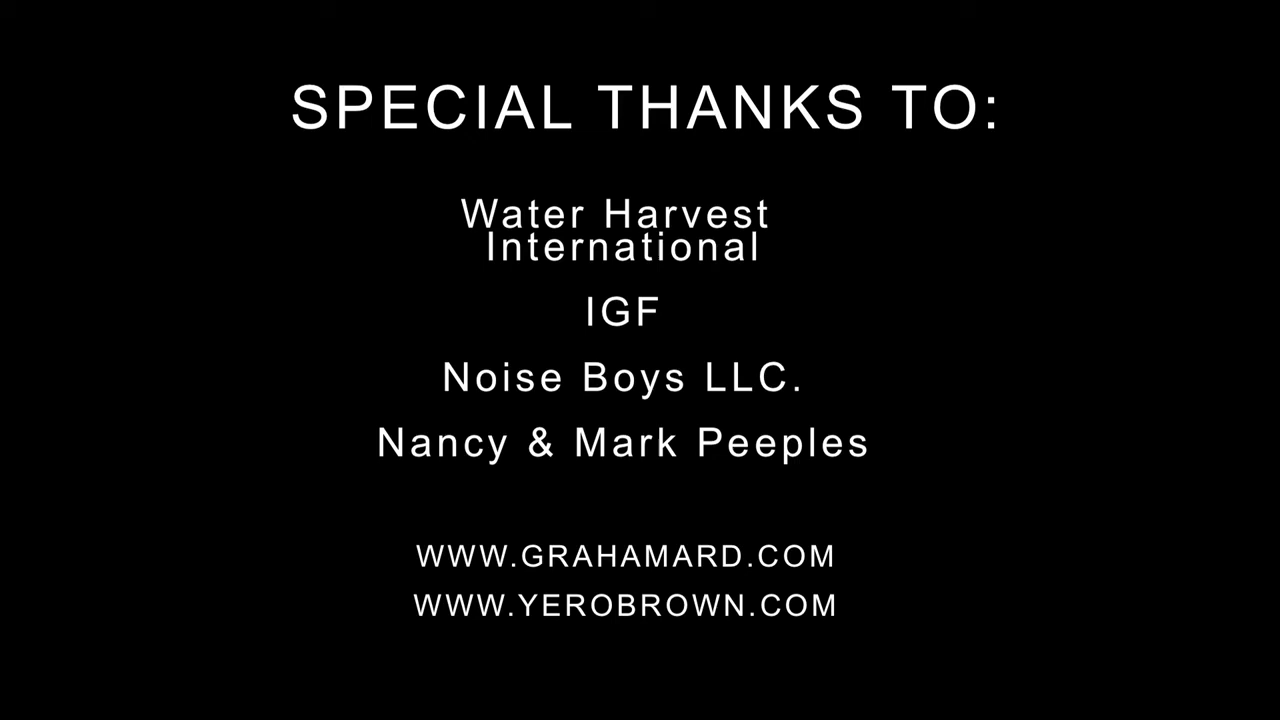 SPECIAL THANKS TO:
Water Harvest
International
IGF
Noise Boys LLC.
Nancy & Mark Peeples
WWW.GRAHAMARD.COM
WWW.YEROBROWN.COM